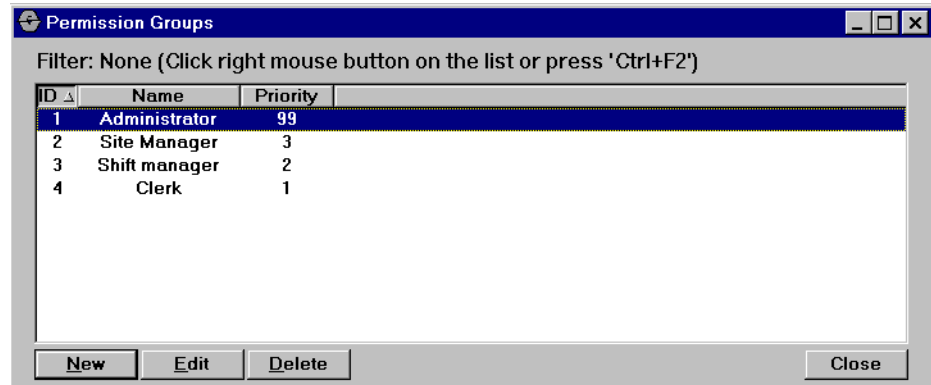 Permission Groups
Filter: None (Click right mouse button on the list or press 'Ctrl+F2')
ID Name Priority
1 Administrator 99
2 Site Manager 3
3 Shift manager 2
4 Clerk 1
New Edit Delete Close